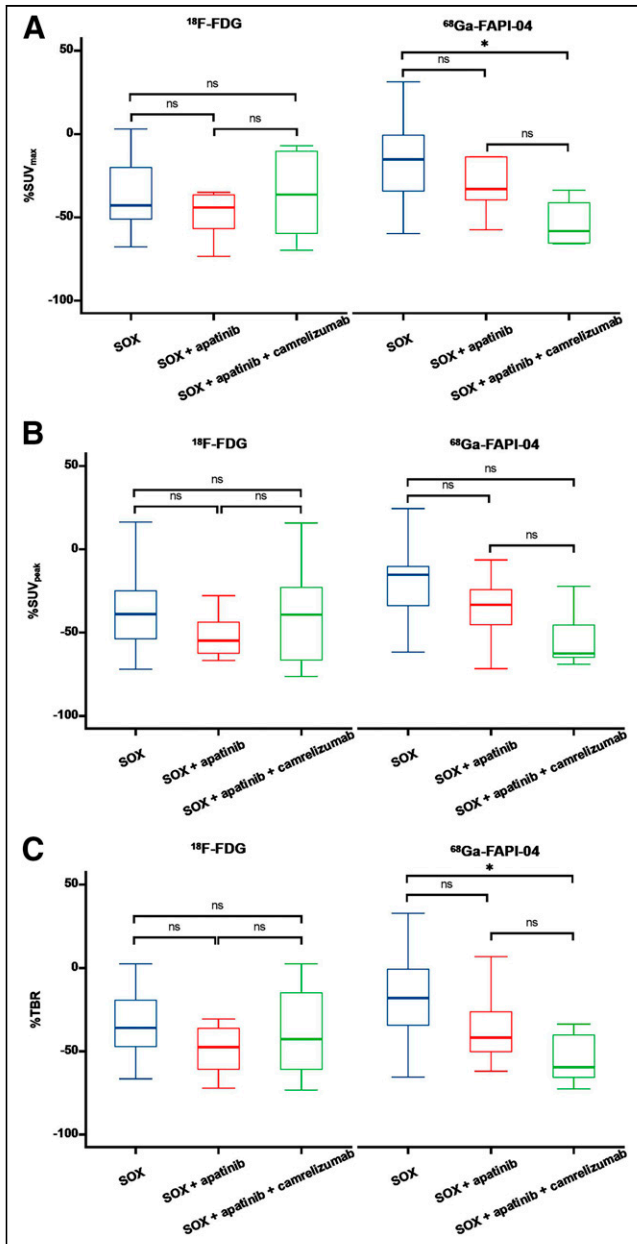 A
¹⁸F-FDG
⁶⁸Ga-FAPI-04
50
0
-50
-100
%SUVmax
ns
ns
ns
*
ns
ns
SOX
SOX + apatinib
SOX + apatinib + camrelizumab
SOX
SOX + apatinib
SOX + apatinib + camrelizumab
B
¹⁸F-FDG
⁶⁸Ga-FAPI-04
50
0
-50
-100
%SUVpeak
ns
ns
ns
ns
ns
ns
SOX
SOX + apatinib
SOX + apatinib + camrelizumab
SOX
SOX + apatinib
SOX + apatinib + camrelizumab
C
¹⁸F-FDG
⁶⁸Ga-FAPI-04
50
0
-50
-100
%TBR
ns
ns
ns
*
ns
ns
SOX
SOX + apatinib
SOX + apatinib + camrelizumab
SOX
SOX + apatinib
SOX + apatinib + camrelizumab